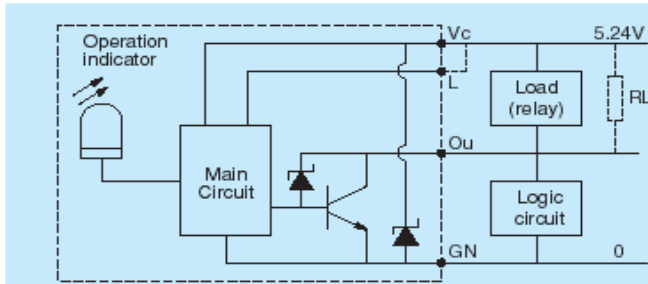 Operation
indicator
Vc
5.24V
L
Load
(relay)
RL
Ou
Main
Circuit
Logic
circuit
GN
0